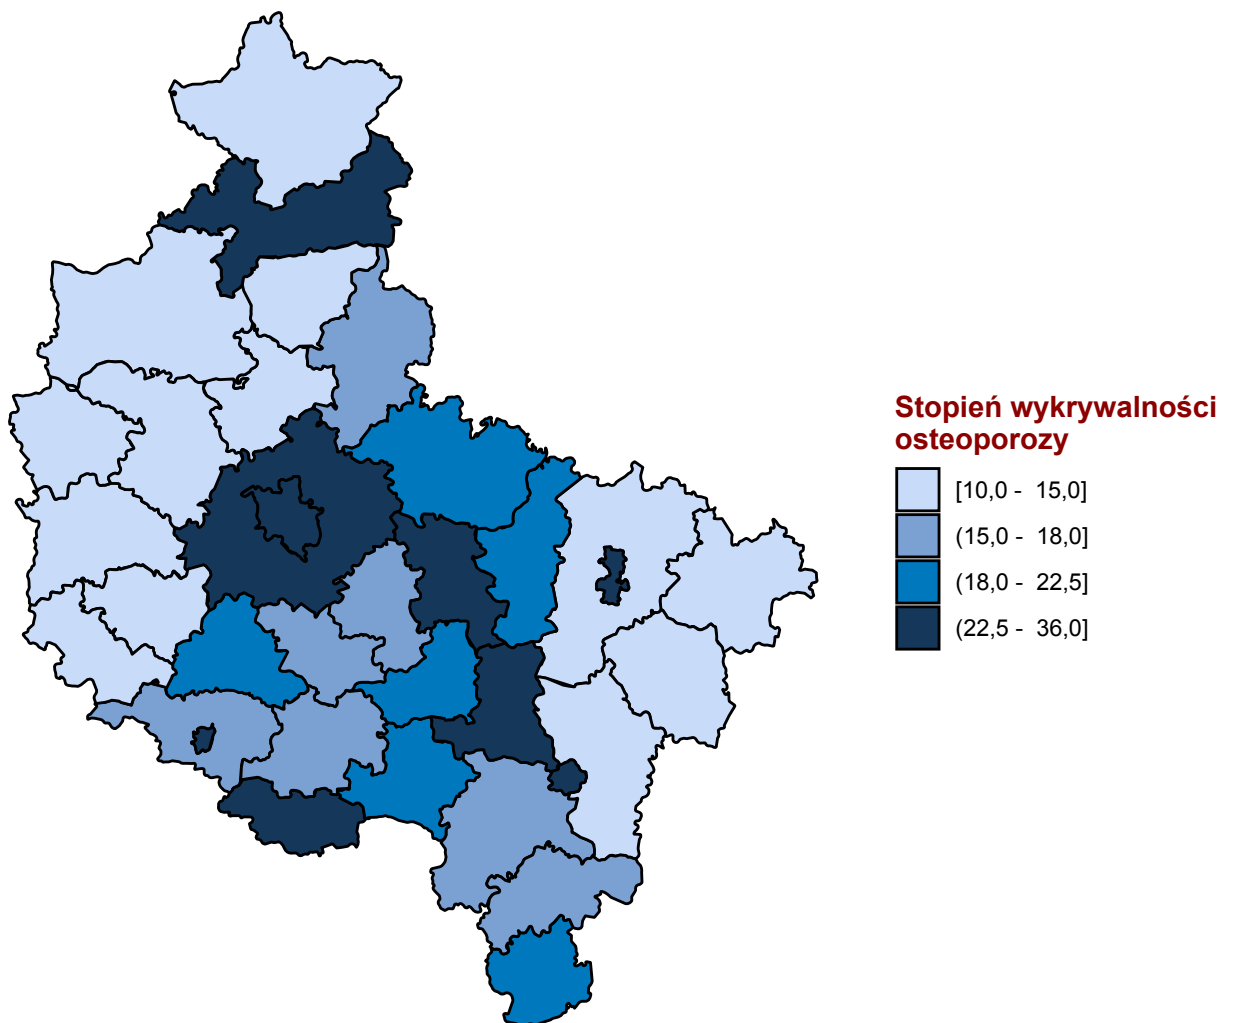 Stopień wykrywalności
osteoporozy
[10,0 - 15,0]
(15,0 - 18,0]
(18,0 - 22,5]
(22,5 - 36,0]